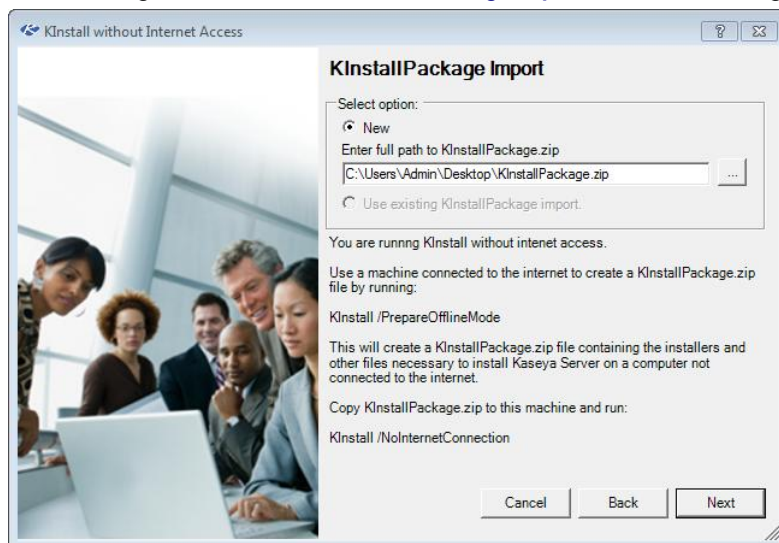 KInstall without Internet Access
KInstallPackage Import
Select option:
New
Enter full path to KInstallPackage.zip
C:\Users\Admin\Desktop\KInstallPackage.zip
...
Use existing KInstallPackage import.
You are runnng KInstall without intenet access.
Use a machine connected to the internet to create a KInstallPackage.zip
file by running:
KInstall /PrepareOfflineMode
This will create a KInstallPackage.zip file containing the installers and
other files necessary to install Kaseya Server on a computer not
connected to the internet.
Copy KInstallPackage.zip to this machine and run:
KInstall /NoInternetConnection
Cancel
Back
Next